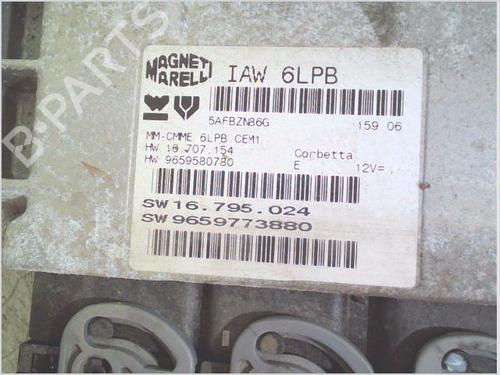 B-PARTS
MAGNETI
MARELLI
IAW 6LPB
5AFBZN86G
159 06
MM-CMME 6LPB CEM1
HW 16.707.154
Corbetta
HW 9659580780
E 12V=
SW16.795.024
SW9659773880